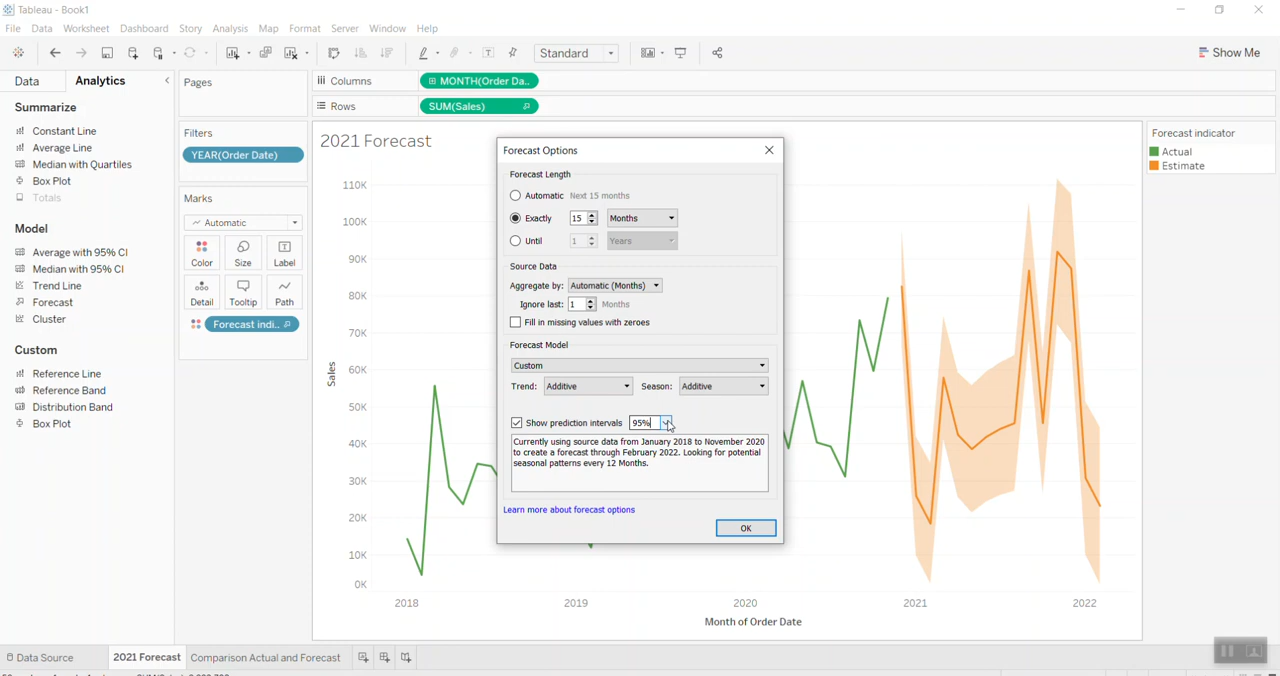 Tableau - Book1
File Data Worksheet Dashboard Story Analysis Map Format Server Window Help
Standard
Show Me
Data Analytics
Pages
Columns
MONTH(Order Da..
Rows
SUM(Sales)
Summarize
Constant Line
Average Line
Median with Quartiles
Box Plot
Totals
Model
Average with 95% CI
Median with 95% CI
Trend Line
Forecast
Cluster
Custom
Reference Line
Reference Band
Distribution Band
Box Plot
Filters
YEAR(Order Date)
Marks
Automatic
Color Size Label
Detail Tooltip Path
Forecast indi..
2021 Forecast
110K
100K
90K
80K
70K
60K
50K
40K
30K
20K
10K
0K
Sales
2018 2019 2020 2021 2022
Month of Order Date
Forecast Options
Forecast Length
Automatic Next 15 months
Exactly 15 Months
Until 1 Years
Source Data
Aggregate by: Automatic (Months)
Ignore last: 1 Months
Fill in missing values with zeroes
Forecast Model
Custom
Trend: Additive Season: Additive
Show prediction intervals 95%
Currently using source data from January 2018 to November 2020
to create a forecast through February 2022. Looking for potential
seasonal patterns every 12 Months.
Learn more about forecast options
OK
Forecast indicator
Actual
Estimate
Data Source 2021 Forecast Comparison Actual and Forecast